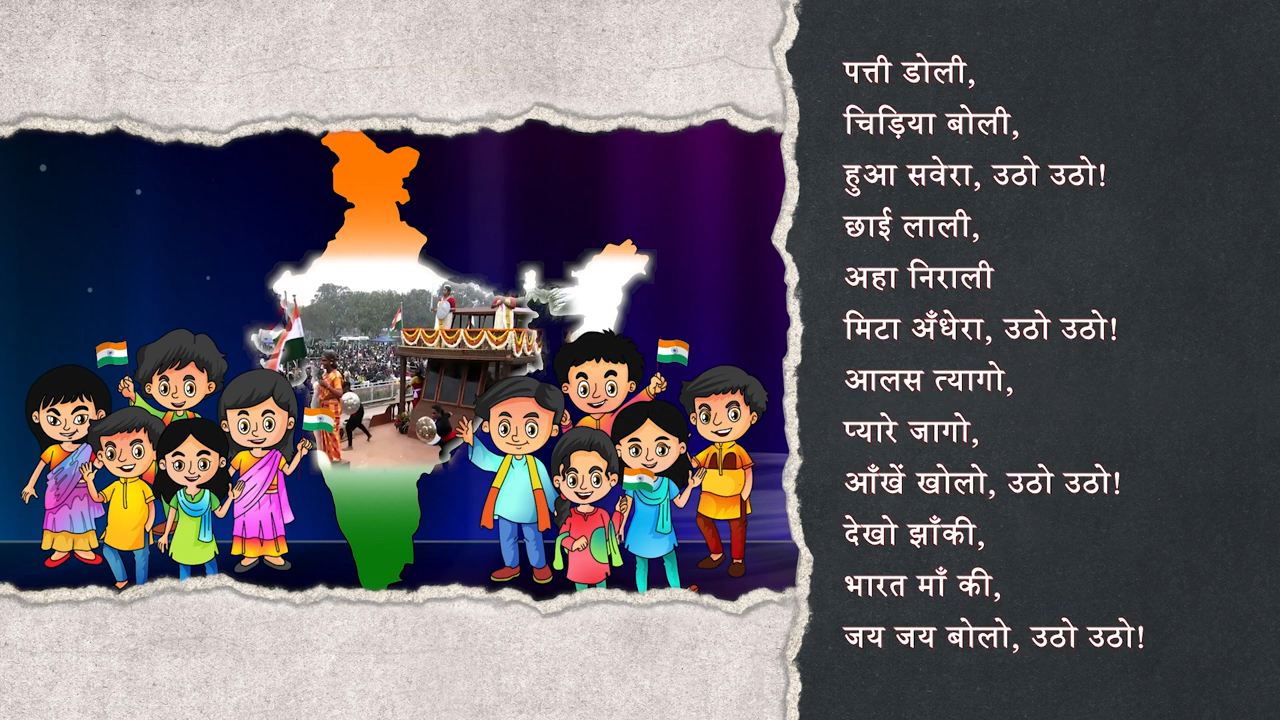 पत्ती डोली,
चिड़िया बोली,
हुआ सवेरा, उठो उठो!
छाई लाली,
अहा निराली
मिटा अँधेरा, उठो उठो!
आलस त्यागो,
प्यारे जागो,
आँखें खोलो, उठो उठो!
देखो झाँकी,
भारत माँ की,
जय जय बोलो, उठो उठो!